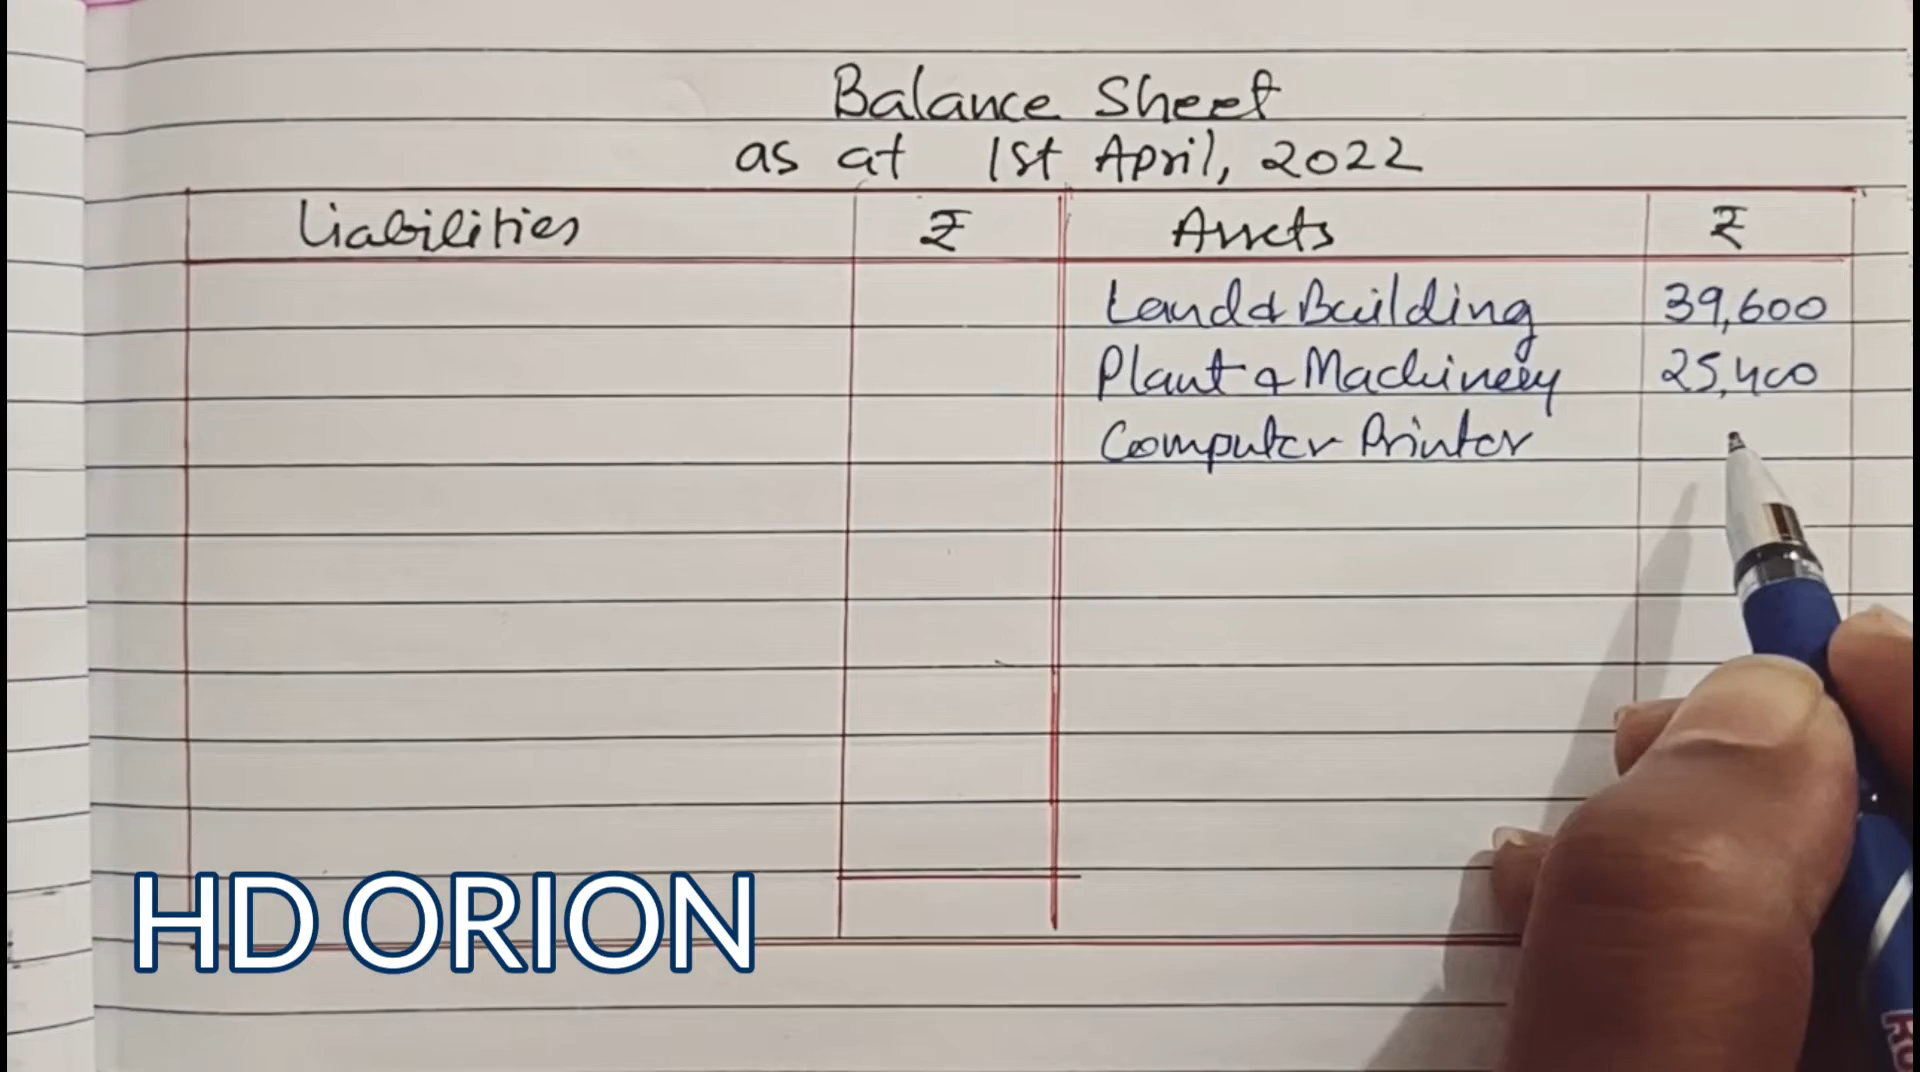 Balance Sheet
as at 1st April, 2022
Liabilities ₹ Assets ₹
Land & Building 39,600
Plant & Machinery 25,400
Computer Printer
HD ORION